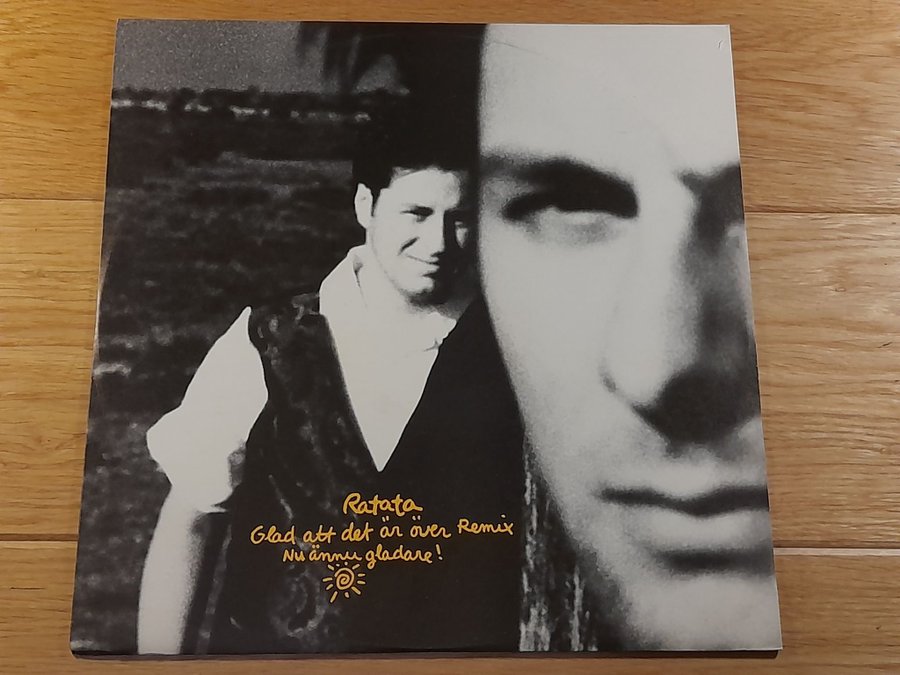 Ratata
Glad att det är över Remix
Nu ännu gladare!